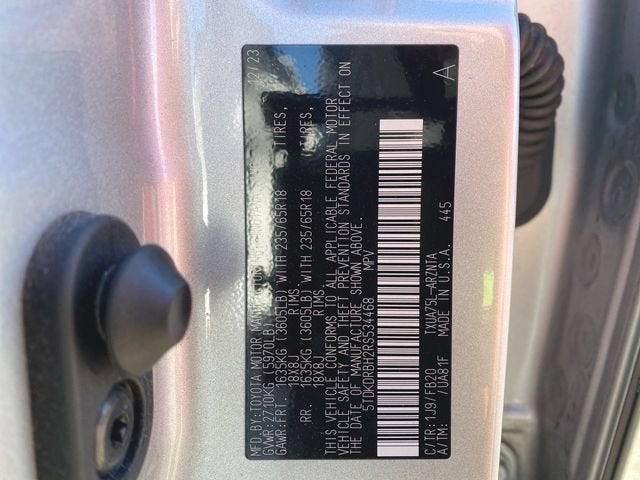 MFD.BY:TOYOTA MOTOR 12/23
GVWR:2710KG (5970LB)
GAWR:FRT. 1635KG (3605LB) WITH 235/65R18 TIRES,
18X8J RIMS,
RR. 1635KG (3605LB) WITH 235/65R18 TIRES,
18X8J RIMS,
THIS VEHICLE CONFORMS TO ALL APPLICABLE FEDERAL MOTOR
VEHICLE SAFETY AND THEFT PREVENTION STANDARDS IN EFFECT ON
THE DATE OF MANUFACTURE SHOWN ABOVE.
5TDKDRBH2RS534468 MPV
A
C/TR:1J9/FB20 TXUA75L-ARZNTA 445
A/TM: /UA81F MADE IN U.S.A.